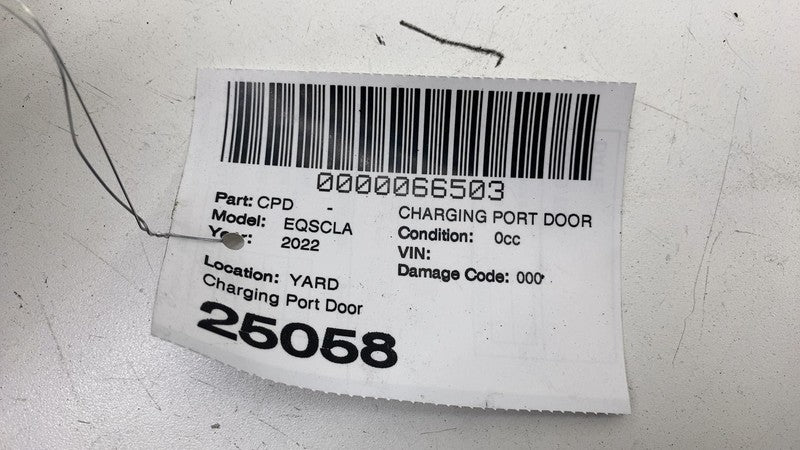 0000066503
Part: CPD - CHARGING PORT DOOR
Model: EQSCLA Condition: 0cc
Year: 2022 VIN:
Location: YARD Damage Code: 000
Charging Port Door
25058